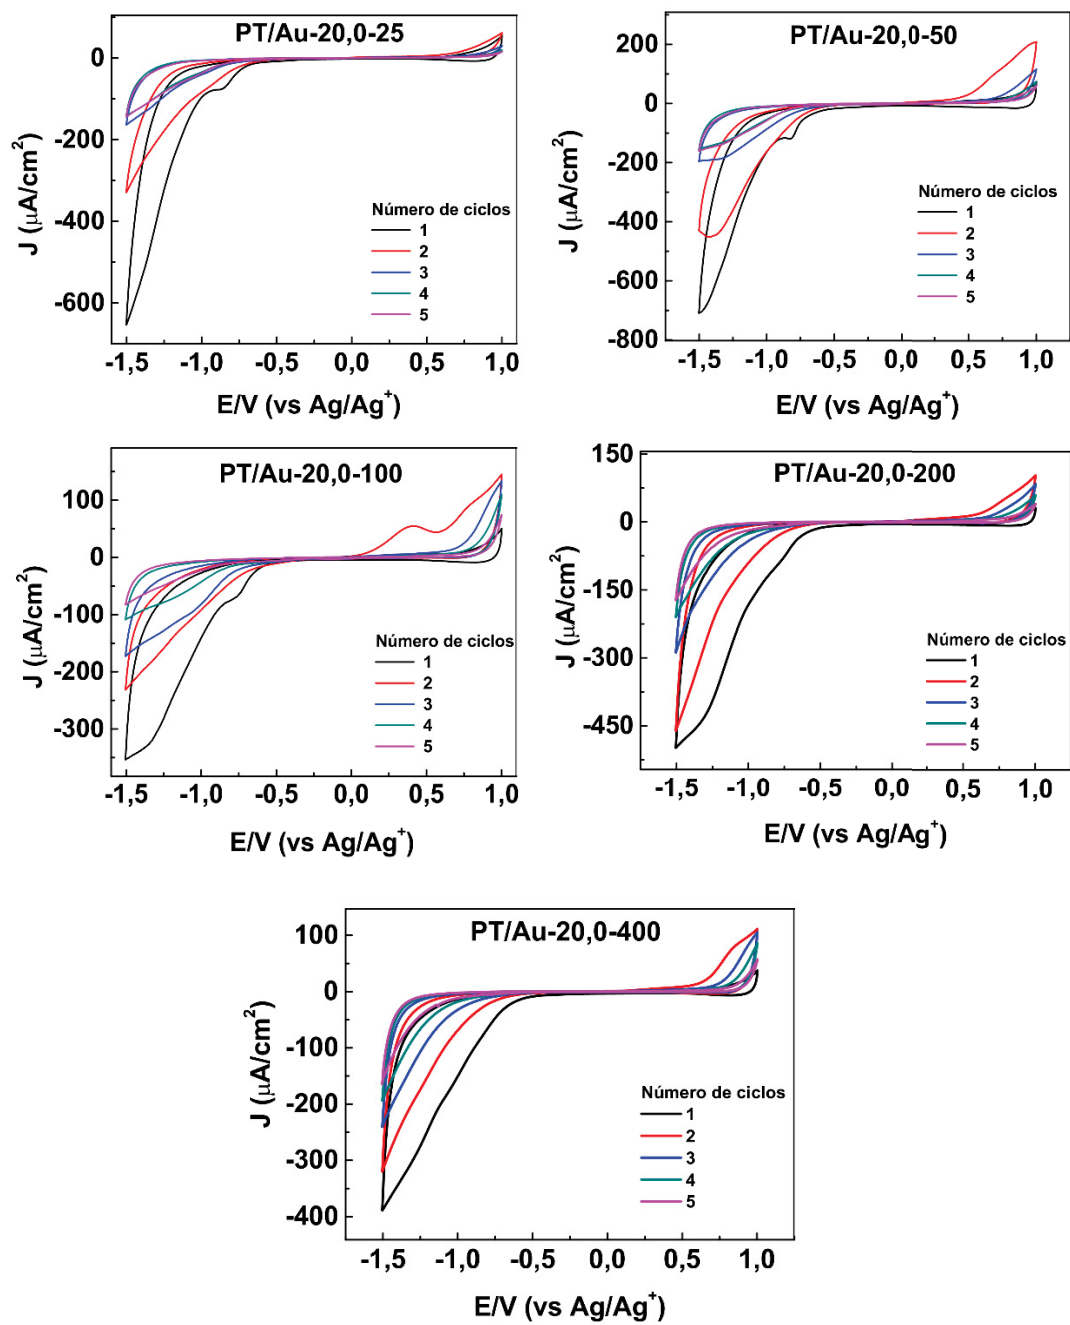 PT/Au-20,0-25
0
-200
-400
-600
J (μA/cm²)
Número de ciclos
1
2
3
4
5
-1,5 -1,0 -0,5 0,0 0,5 1,0
E/V (vs Ag/Ag⁺)
PT/Au-20,0-50
200
0
-200
-400
-600
-800
J (μA/cm²)
Número de ciclos
1
2
3
4
5
-1,5 -1,0 -0,5 0,0 0,5 1,0
E/V (vs Ag/Ag⁺)
PT/Au-20,0-100
100
0
-100
-200
-300
J (μA/cm²)
Número de ciclos
1
2
3
4
5
-1,5 -1,0 -0,5 0,0 0,5 1,0
E/V (vs Ag/Ag⁺)
PT/Au-20,0-200
150
0
-150
-300
-450
J (μA/cm²)
Número de ciclos
1
2
3
4
5
-1,5 -1,0 -0,5 0,0 0,5 1,0
E/V (vs Ag/Ag⁺)
PT/Au-20,0-400
100
0
-100
-200
-300
-400
J (μA/cm²)
Número de ciclos
1
2
3
4
5
-1,5 -1,0 -0,5 0,0 0,5 1,0
E/V (vs Ag/Ag⁺)